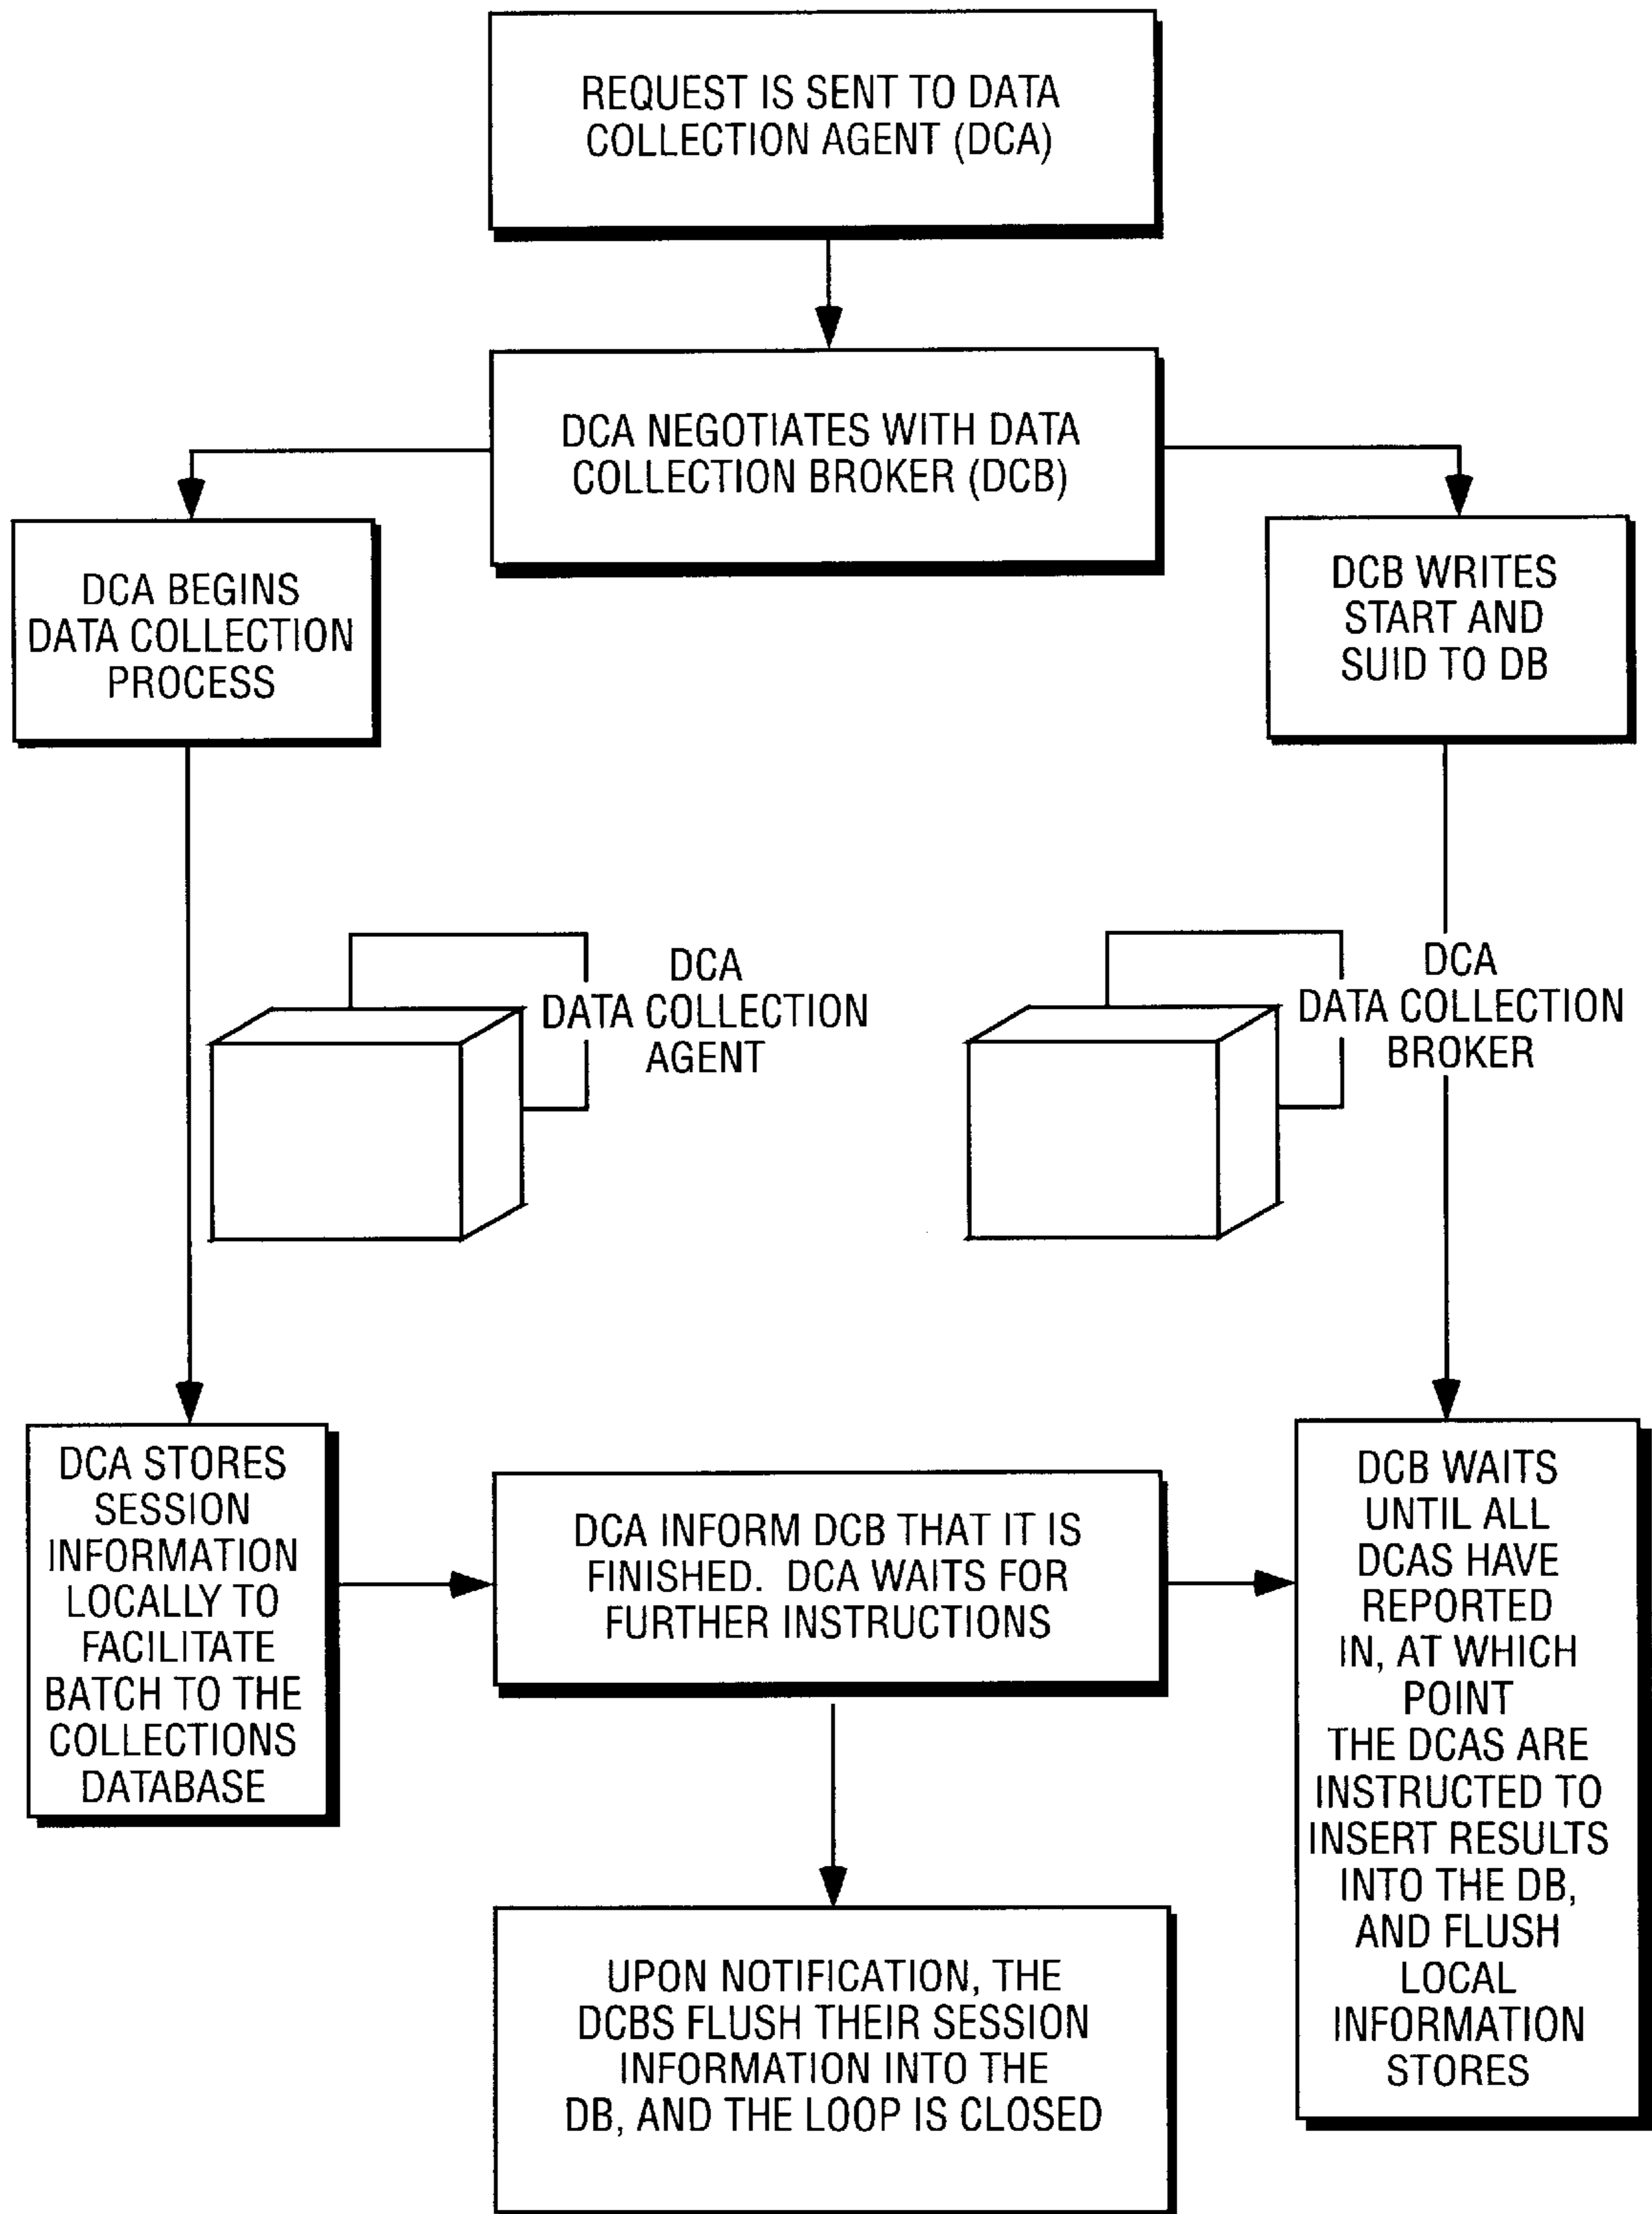 REQUEST IS SENT TO DATA
COLLECTION AGENT (DCA)
DCA NEGOTIATES WITH DATA
COLLECTION BROKER (DCB)
DCA BEGINS
DATA COLLECTION
PROCESS
DCB WRITES
START AND
SUID TO DB
DCA
DATA COLLECTION
AGENT
DCA
DATA COLLECTION
BROKER
DCA STORES
SESSION
INFORMATION
LOCALLY TO
FACILITATE
BATCH TO THE
COLLECTIONS
DATABASE
DCA INFORM DCB THAT IT IS
FINISHED. DCA WAITS FOR
FURTHER INSTRUCTIONS
DCB WAITS
UNTIL ALL
DCAS HAVE
REPORTED
IN, AT WHICH
POINT
THE DCAS ARE
INSTRUCTED TO
INSERT RESULTS
INTO THE DB,
AND FLUSH
LOCAL
INFORMATION
STORES
UPON NOTIFICATION, THE
DCBS FLUSH THEIR SESSION
INFORMATION INTO THE
DB, AND THE LOOP IS CLOSED